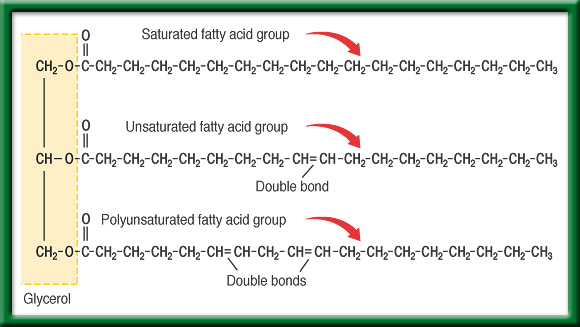 O
Saturated fatty acid group
CH₂-O-C-CH₂-CH₂-CH₂-CH₂-CH₂-CH₂-CH₂-CH₂-CH₂-CH₂-CH₂-CH₂-CH₂-CH₂-CH₂-CH₂-CH₃
O
Unsaturated fatty acid group
CH-O-C-CH₂-CH₂-CH₂-CH₂-CH₂-CH₂-CH₂-CH=CH-CH₂-CH₂-CH₂-CH₂-CH₂-CH₂-CH₂-CH₃
Double bond
O
Polyunsaturated fatty acid group
CH₂-O-C-CH₂-CH₂-CH₂-CH₂-CH=CH-CH₂-CH=CH-CH₂-CH₂-CH₂-CH₂-CH₂-CH₂-CH₂-CH₃
Double bonds
Glycerol